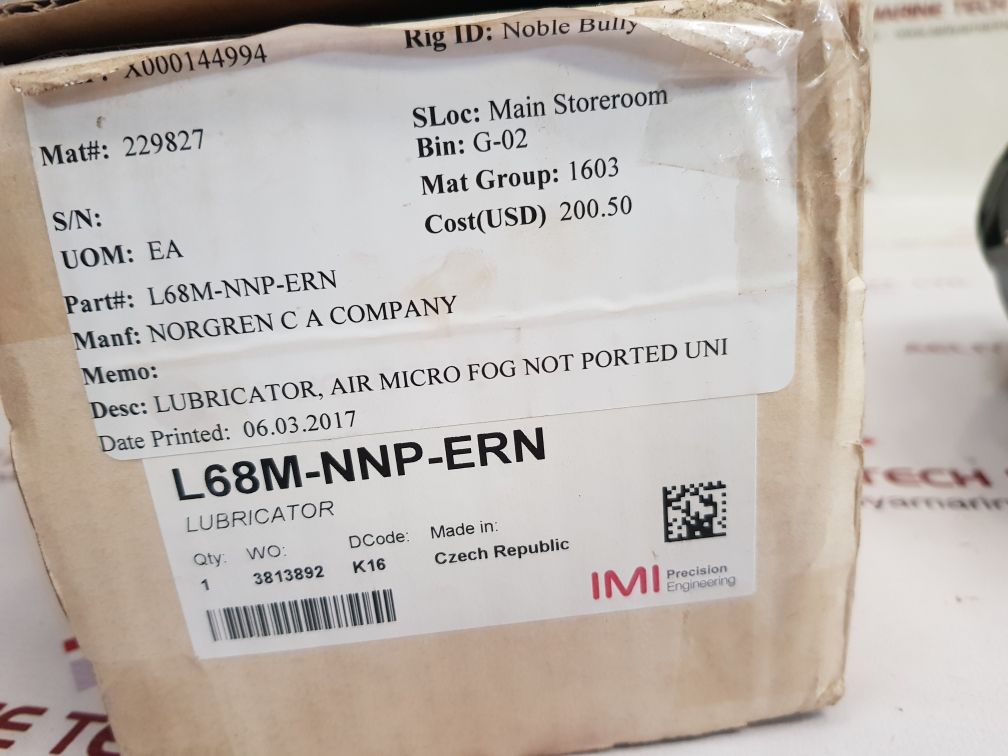 X000144994
Rig ID: Noble Bully
Mat#: 229827
SLoc: Main Storeroom
Bin: G-02
Mat Group: 1603
S/N:
Cost(USD) 200.50
UOM: EA
Part#: L68M-NNP-ERN
Manf: NORGREN C A COMPANY
Memo:
Desc: LUBRICATOR, AIR MICRO FOG NOT PORTED UNI
Date Printed: 06.03.2017
L68M-NNP-ERN
LUBRICATOR
Qty: WO: DCode: Made in:
1 3813892 K16 Czech Republic
IMI Precision
Engineering